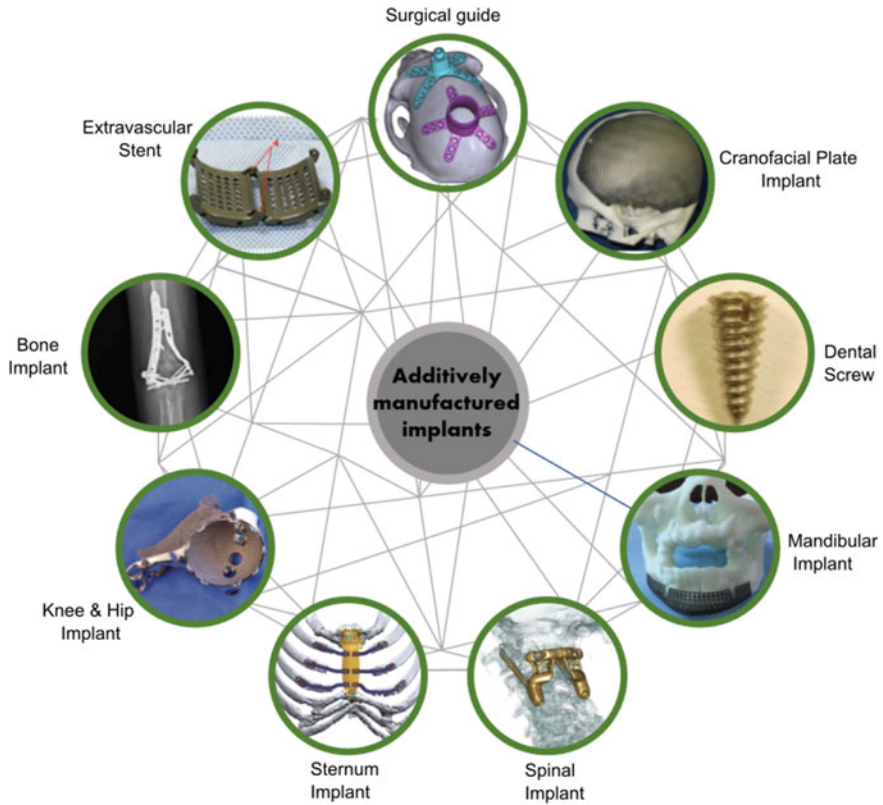 Surgical guide
Extravascular
Stent
Cranofacial Plate
Implant
Bone
Implant
Additively
manufactured
implants
Dental
Screw
Mandibular
Implant
Knee & Hip
Implant
Sternum
Implant
Spinal
Implant